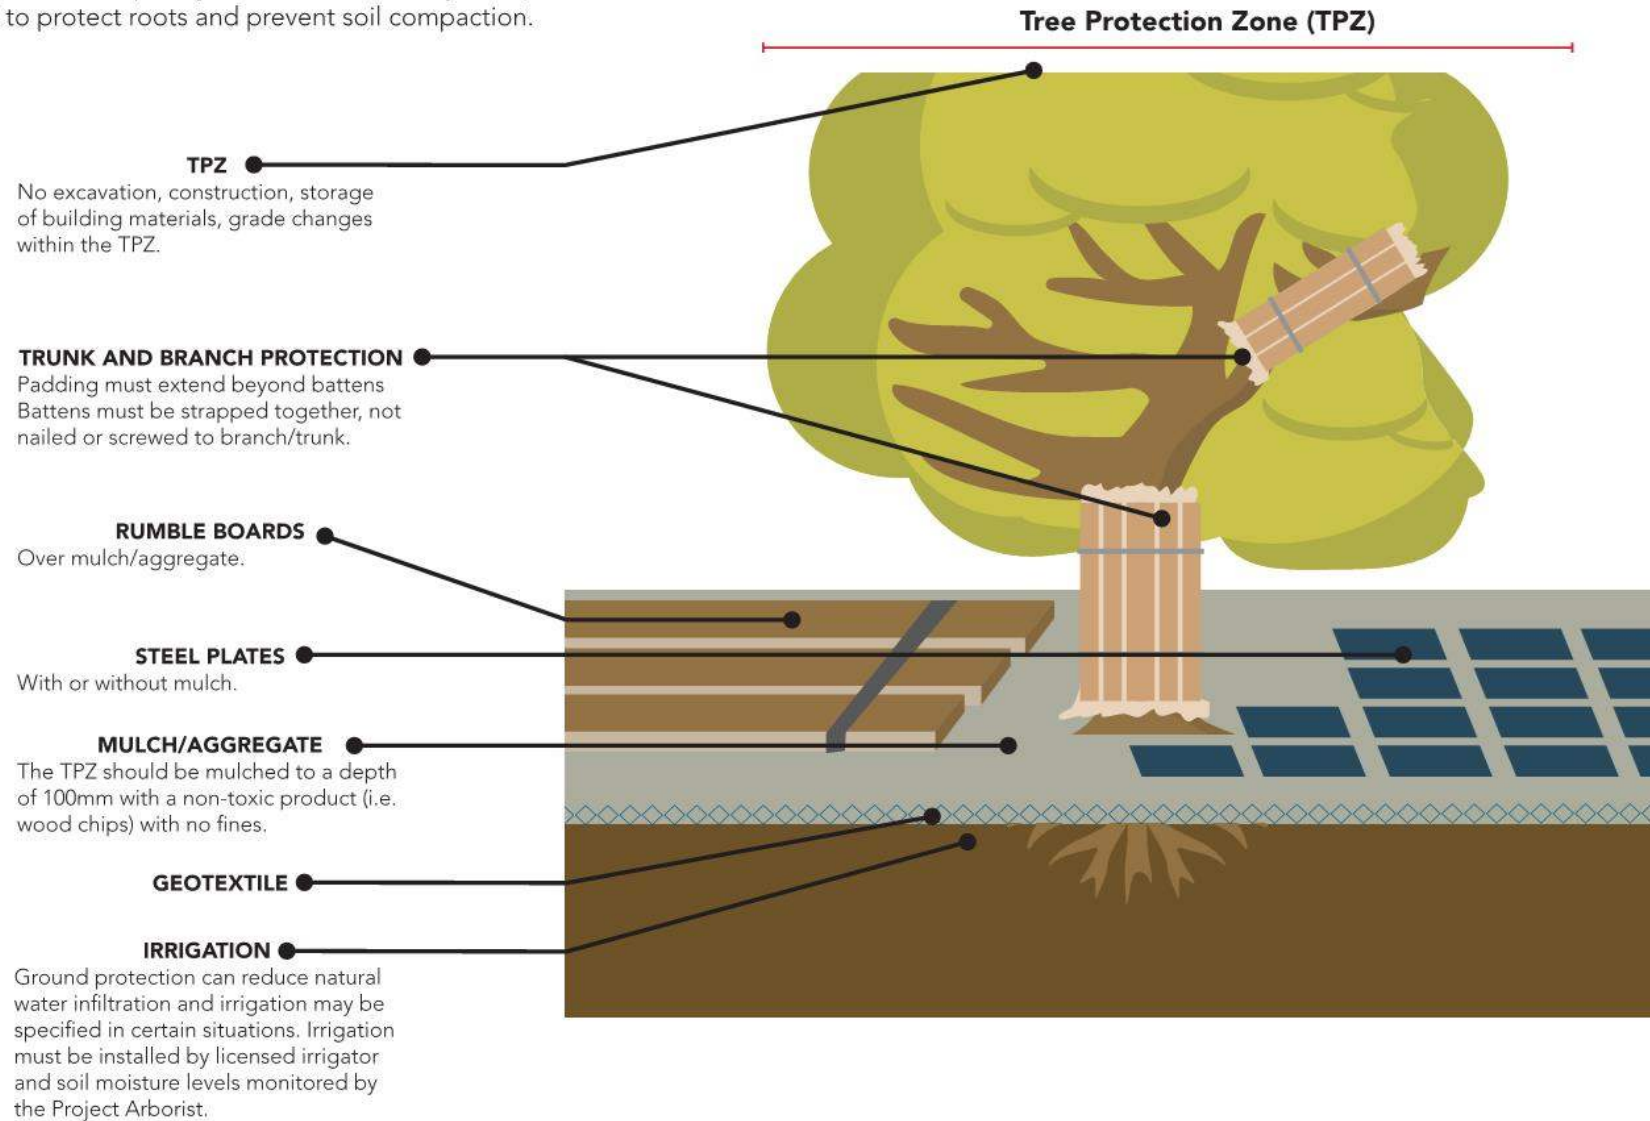 to protect roots and prevent soil compaction.
Tree Protection Zone (TPZ)
TPZ
No excavation, construction, storage
of building materials, grade changes
within the TPZ.
TRUNK AND BRANCH PROTECTION
Padding must extend beyond battens
Battens must be strapped together, not
nailed or screwed to branch/trunk.
RUMBLE BOARDS
Over mulch/aggregate.
STEEL PLATES
With or without mulch.
MULCH/AGGREGATE
The TPZ should be mulched to a depth
of 100mm with a non-toxic product (i.e.
wood chips) with no fines.
GEOTEXTILE
IRRIGATION
Ground protection can reduce natural
water infiltration and irrigation may be
specified in certain situations. Irrigation
must be installed by licensed irrigator
and soil moisture levels monitored by
the Project Arborist.